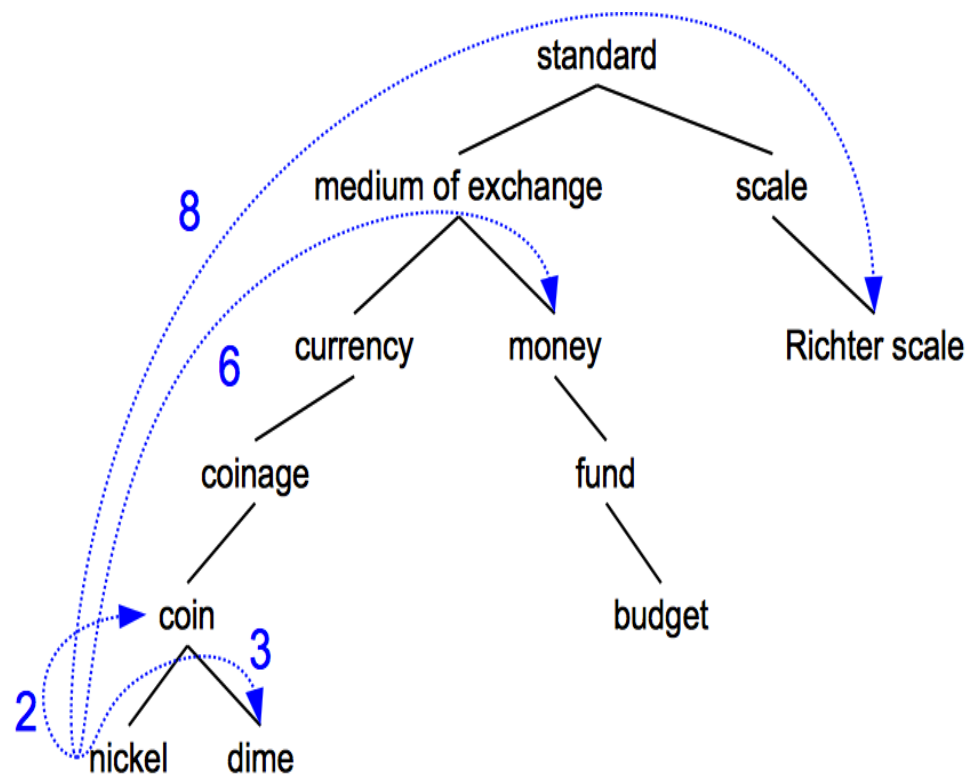 standard
8
medium of exchange
scale
6
currency
money
Richter scale
coinage
fund
coin
budget
3
2
nickel
dime